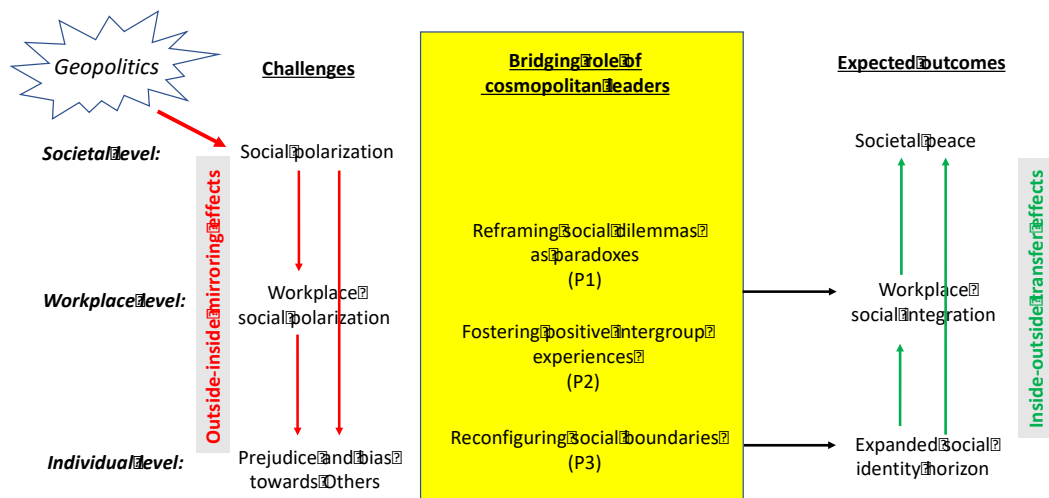 Geopolitics
Challenges
Bridging role of
cosmopolitan leaders
Expected outcomes
Societal level:
Social polarization
Societal peace
Outside-inside mirroring effects
Inside-outside transfer effects
Reframing social dilemmas
as paradoxes
(P1)
Workplace level:
Workplace
social polarization
Workplace
social integration
Fostering positive intergroup
experiences
(P2)
Reconfiguring social boundaries
(P3)
Individual level:
Prejudice and bias
towards Others
Expanded social
identity horizon